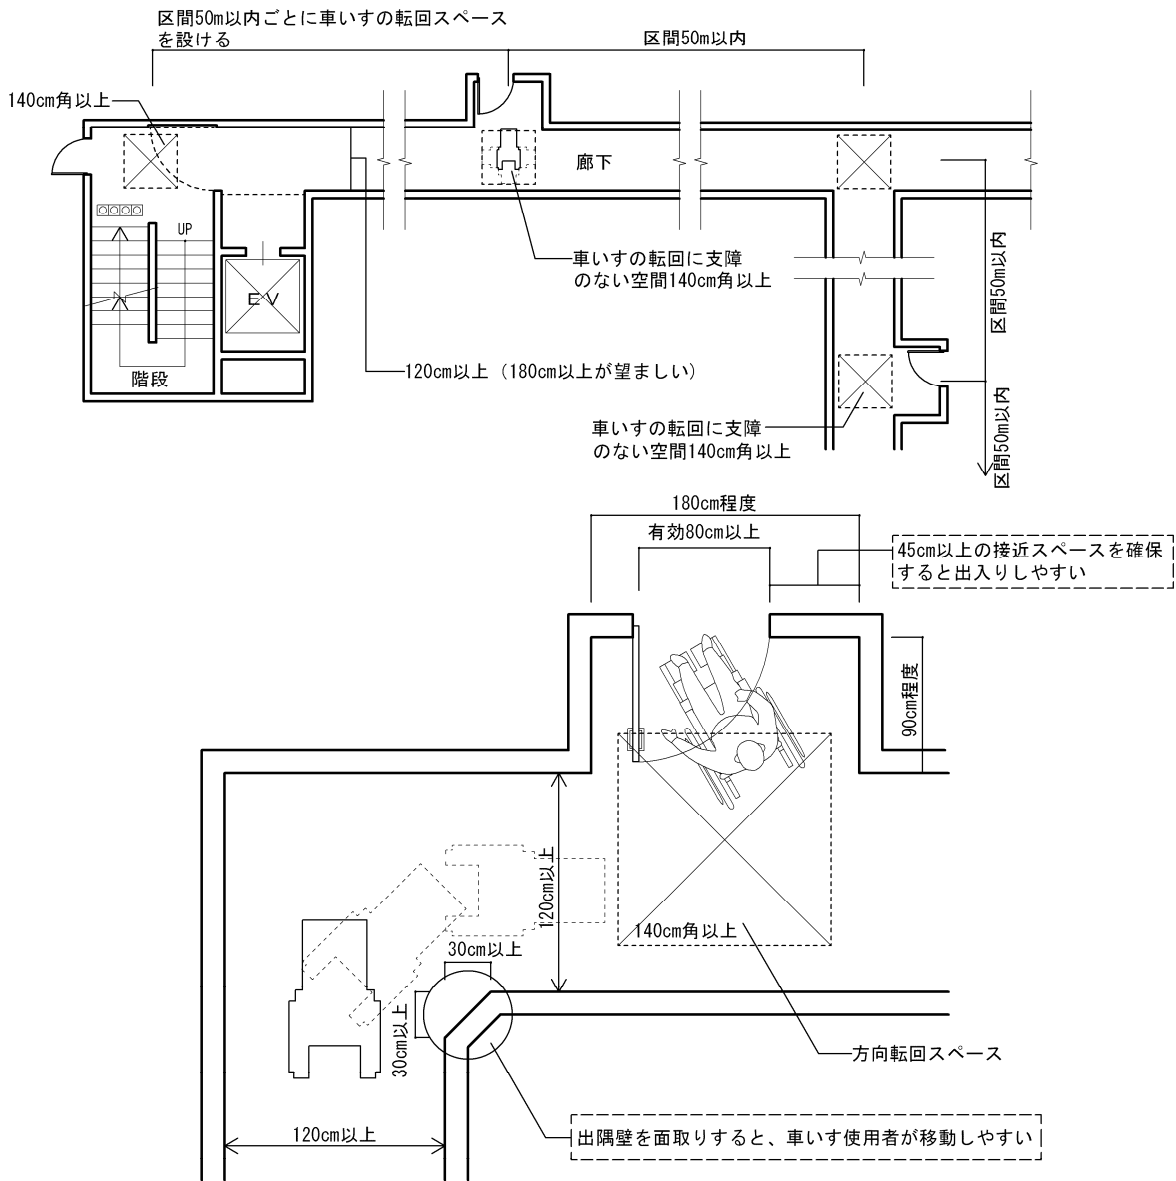 区間50m以内ごとに車いすの転回スペース
を設ける
区間50m以内
140cm角以上
廊下
UP
車いすの転回に支障
のない空間140cm角以上
EV
区間50m以内
120cm以上（180cm以上が望ましい）
階段
車いすの転回に支障
のない空間140cm角以上
区間50m以内
180cm程度
有効80cm以上
45cm以上の接近スペースを確保
すると出入りしやすい
90cm程度
120cm以上
140cm角以上
30cm以上
30cm以上
方向転回スペース
120cm以上
出隅壁を面取りすると、車いす使用者が移動しやすい